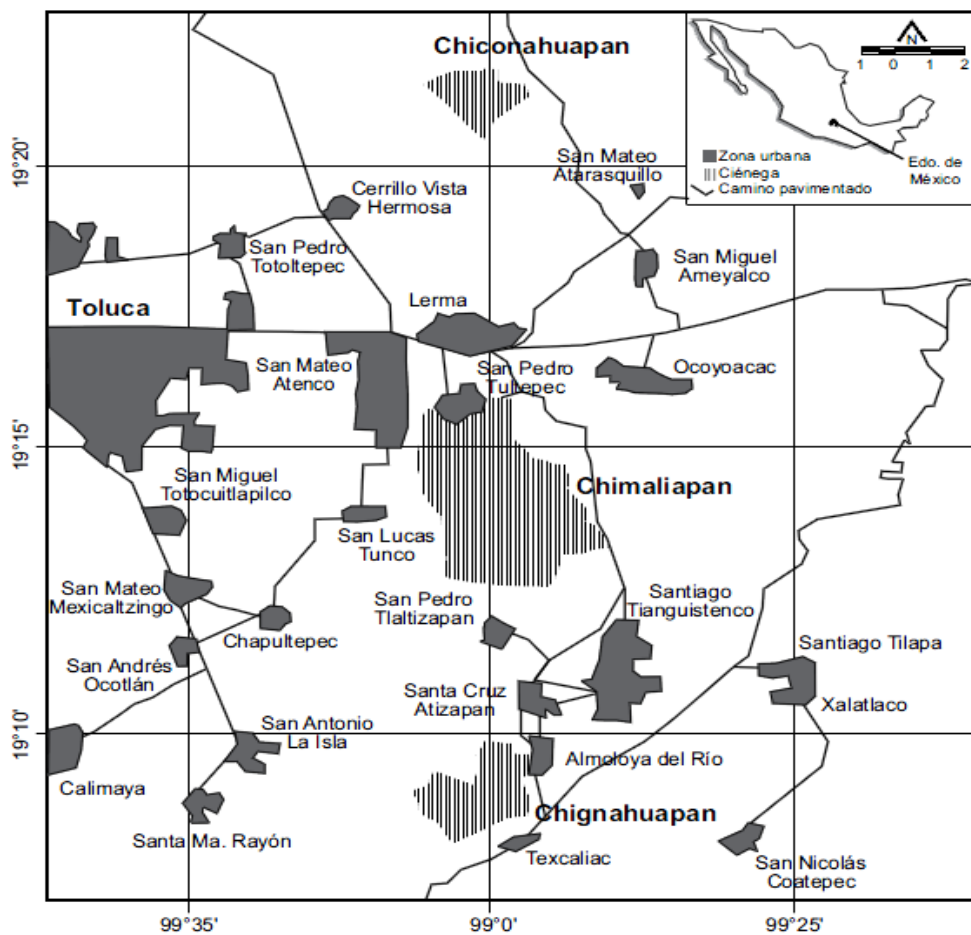 Chiconahuapan
N
1 0 1 2
Zona urbana
Ciénega
Camino pavimentado
Edo. de
México
19°20'
San Mateo
Atarasquillo
Cerrillo Vista
Hermosa
San Pedro
Totoltepec
San Miguel
Ameyalco
Toluca
Lerma
San Mateo
Atenco
San Pedro
Tultepec
Ocoyoacac
19°15'
San Miguel
Totocuitlapilco
Chimaliapan
San Lucas
Tunco
San Mateo
Mexicaltzingo
San Pedro
Tlaltizapan
Santiago
Tianguistenco
Chapultepec
Santiago Tilapa
San Andrés
Ocotlán
Santa Cruz
Atizapan
Xalatlaco
19°10'
San Antonio
La Isla
Almoloya del Río
Calimaya
Chignahuapan
Santa Ma. Rayón
Texcaliac
San Nicolás
Coatepec
99°35'
99°0'
99°25'